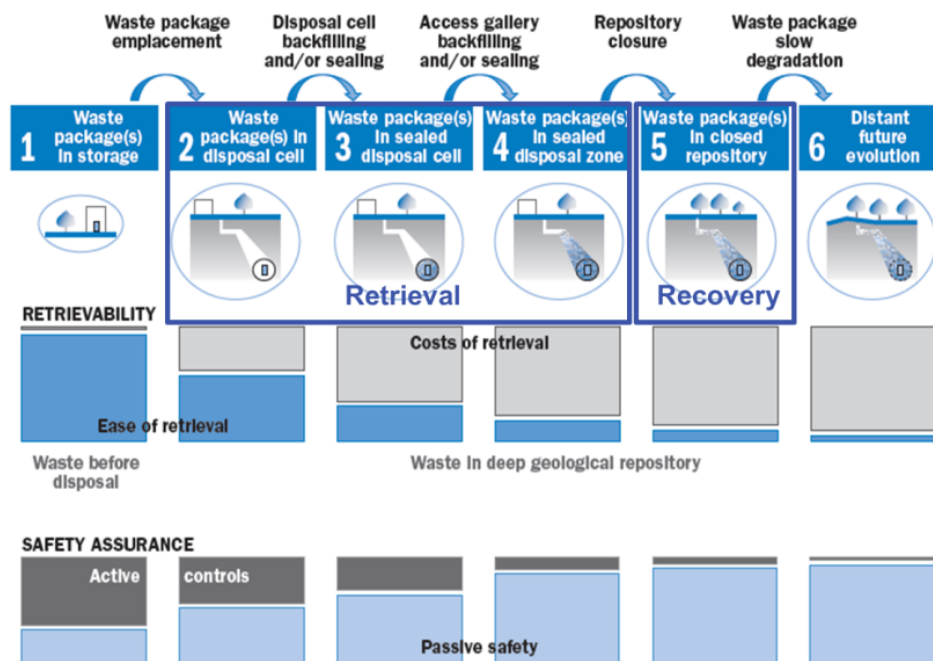 Waste package
emplacement
Disposal cell
backfilling
and/or sealing
Access gallery
backfilling
and/or sealing
Repository
closure
Waste package
slow
degradation
1 Waste
package(s)
in storage
2 Waste
package(s) in
disposal cell
3 Waste package(s)
in sealed
disposal cell
4 Waste package(s)
in sealed
disposal zone
5 Waste package(s)
in closed
repository
6 Distant
future
evolution
Retrieval
Recovery
RETRIEVABILITY
Costs of retrieval
Ease of retrieval
Waste before
disposal
Waste in deep geological repository
SAFETY ASSURANCE
Active controls
Passive safety